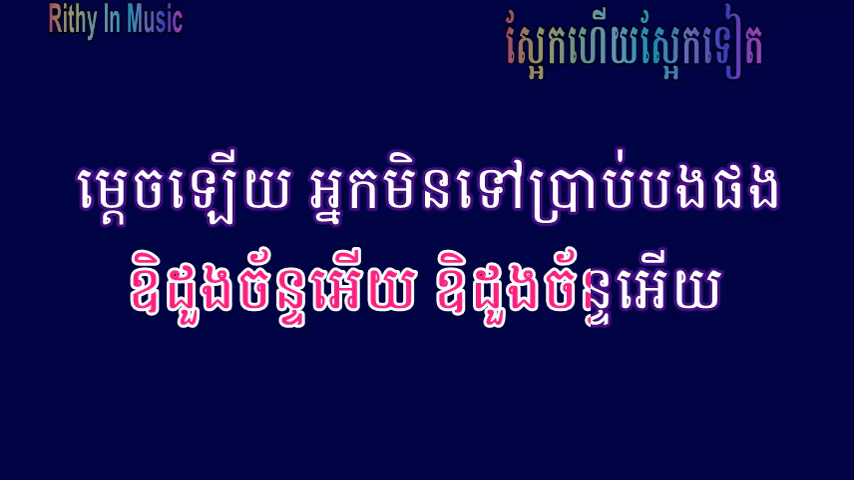 Rithy In Music
ស្អែកហើយស្អែកទៀត
ម្ដេចឡើយ អ្នកមិនទៅប្រាប់បងផង
ឱដួងច័ន្ទអើយ ឱដួងច័ន្ទអើយ